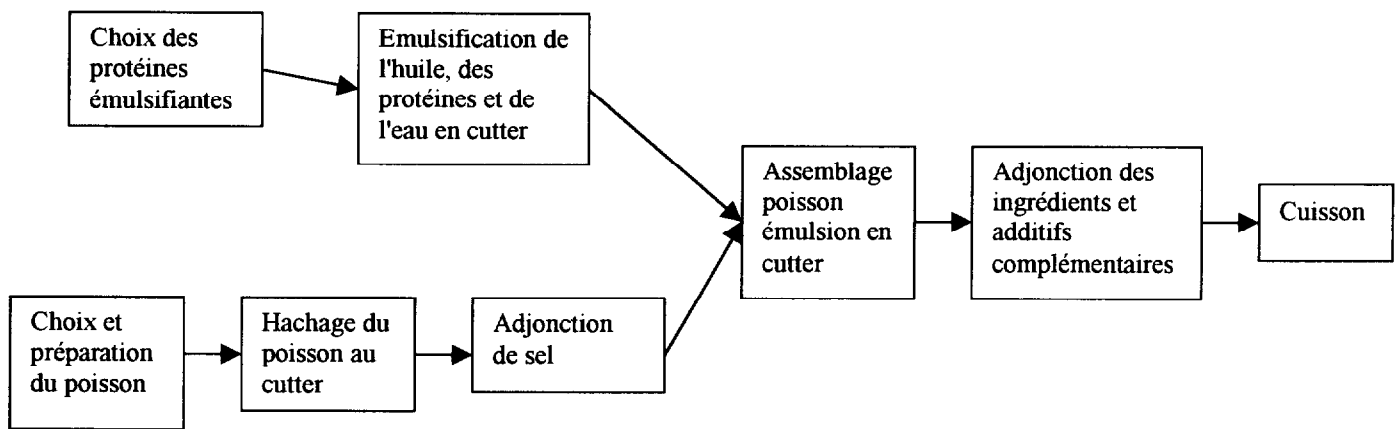 Choix des
protéines
émulsifiantes
Emulsification de
l'huile, des
protéines et de
l'eau en cutter
Assemblage
poisson
émulsion en
cutter
Adjonction des
ingrédients et
additifs
complémentaires
Cuisson
Choix et
préparation
du poisson
Hachage du
poisson au
cutter
Adjonction
de sel